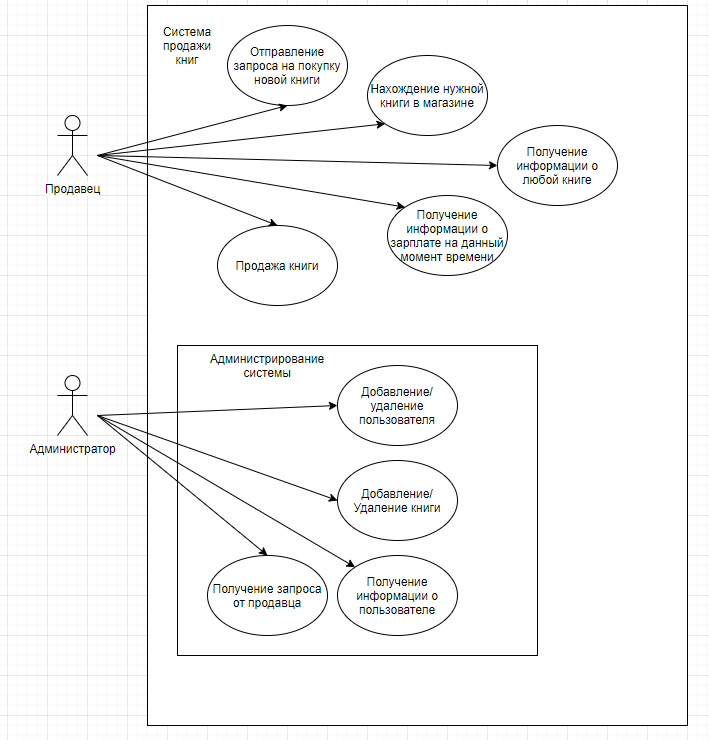 Система
продажи
книг
Отправление
запроса на покупку
новой книги
Нахождение нужной
книги в магазине
Получение
информации о
любой книге
Продавец
Получение
информации о
зарплате на данный
момент времени
Продажа книги
Администрирование
системы
Добавление/
удаление
пользователя
Администратор
Добавление/
Удаление книги
Получение запроса
от продавца
Получение
информации о
пользователе